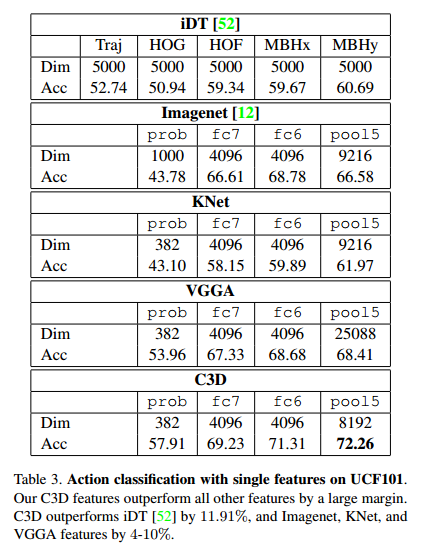 iDT [52]
Traj HOG HOF MBHx MBHy
Dim 5000 5000 5000 5000 5000
Acc 52.74 50.94 59.34 59.67 60.69
Imagenet [12]
prob fc7 fc6 pool5
Dim 1000 4096 4096 9216
Acc 43.78 66.61 68.78 66.58
KNet
prob fc7 fc6 pool5
Dim 382 4096 4096 9216
Acc 43.10 58.15 59.89 61.97
VGGA
prob fc7 fc6 pool5
Dim 382 4096 4096 25088
Acc 53.96 67.33 68.68 68.41
C3D
prob fc7 fc6 pool5
Dim 382 4096 4096 8192
Acc 57.91 69.23 71.31 72.26
Table 3. Action classification with single features on UCF101.
Our C3D features outperform all other features by a large margin.
C3D outperforms iDT [52] by 11.91%, and Imagenet, KNet, and
VGGA features by 4-10%.